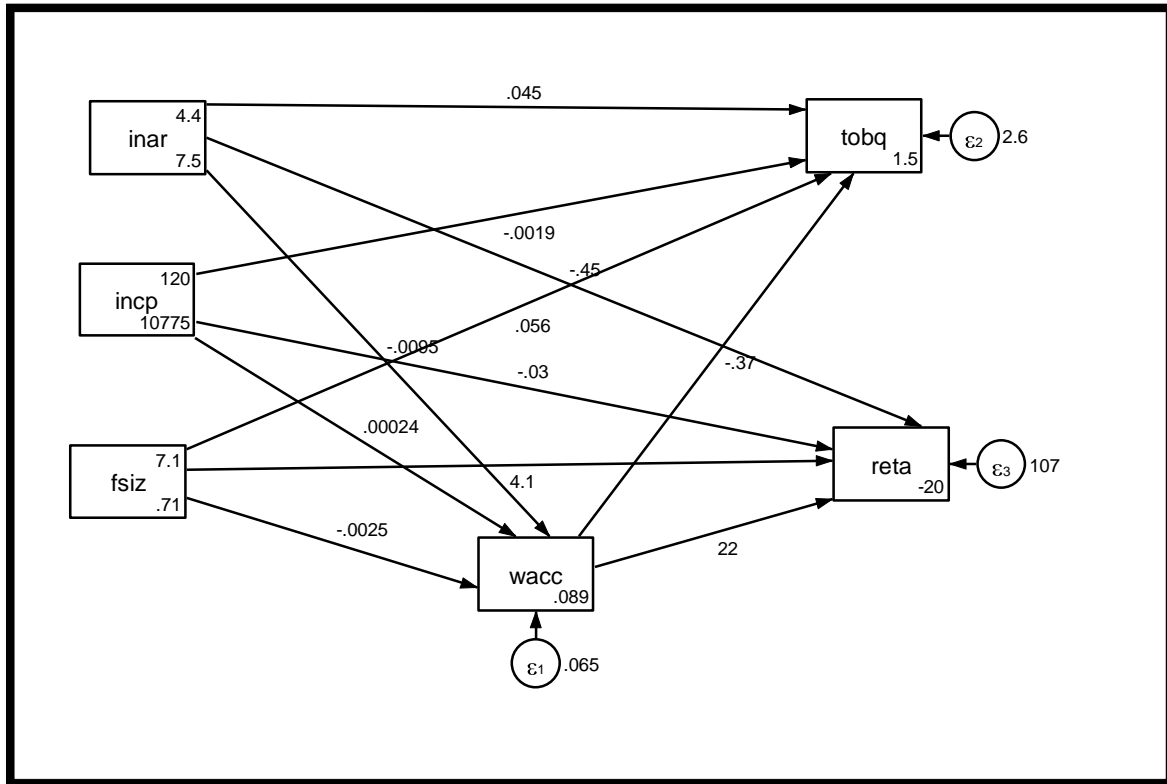 .045
4.4
inar
7.5
tobq
1.5
ε2
2.6
-.0019
120
incp
10775
-.45
.056
-.0095
-.03
-.37
.00024
7.1
fsiz
.71
4.1
reta
-20
ε3
107
-.0025
22
wacc
.089
ε1
.065